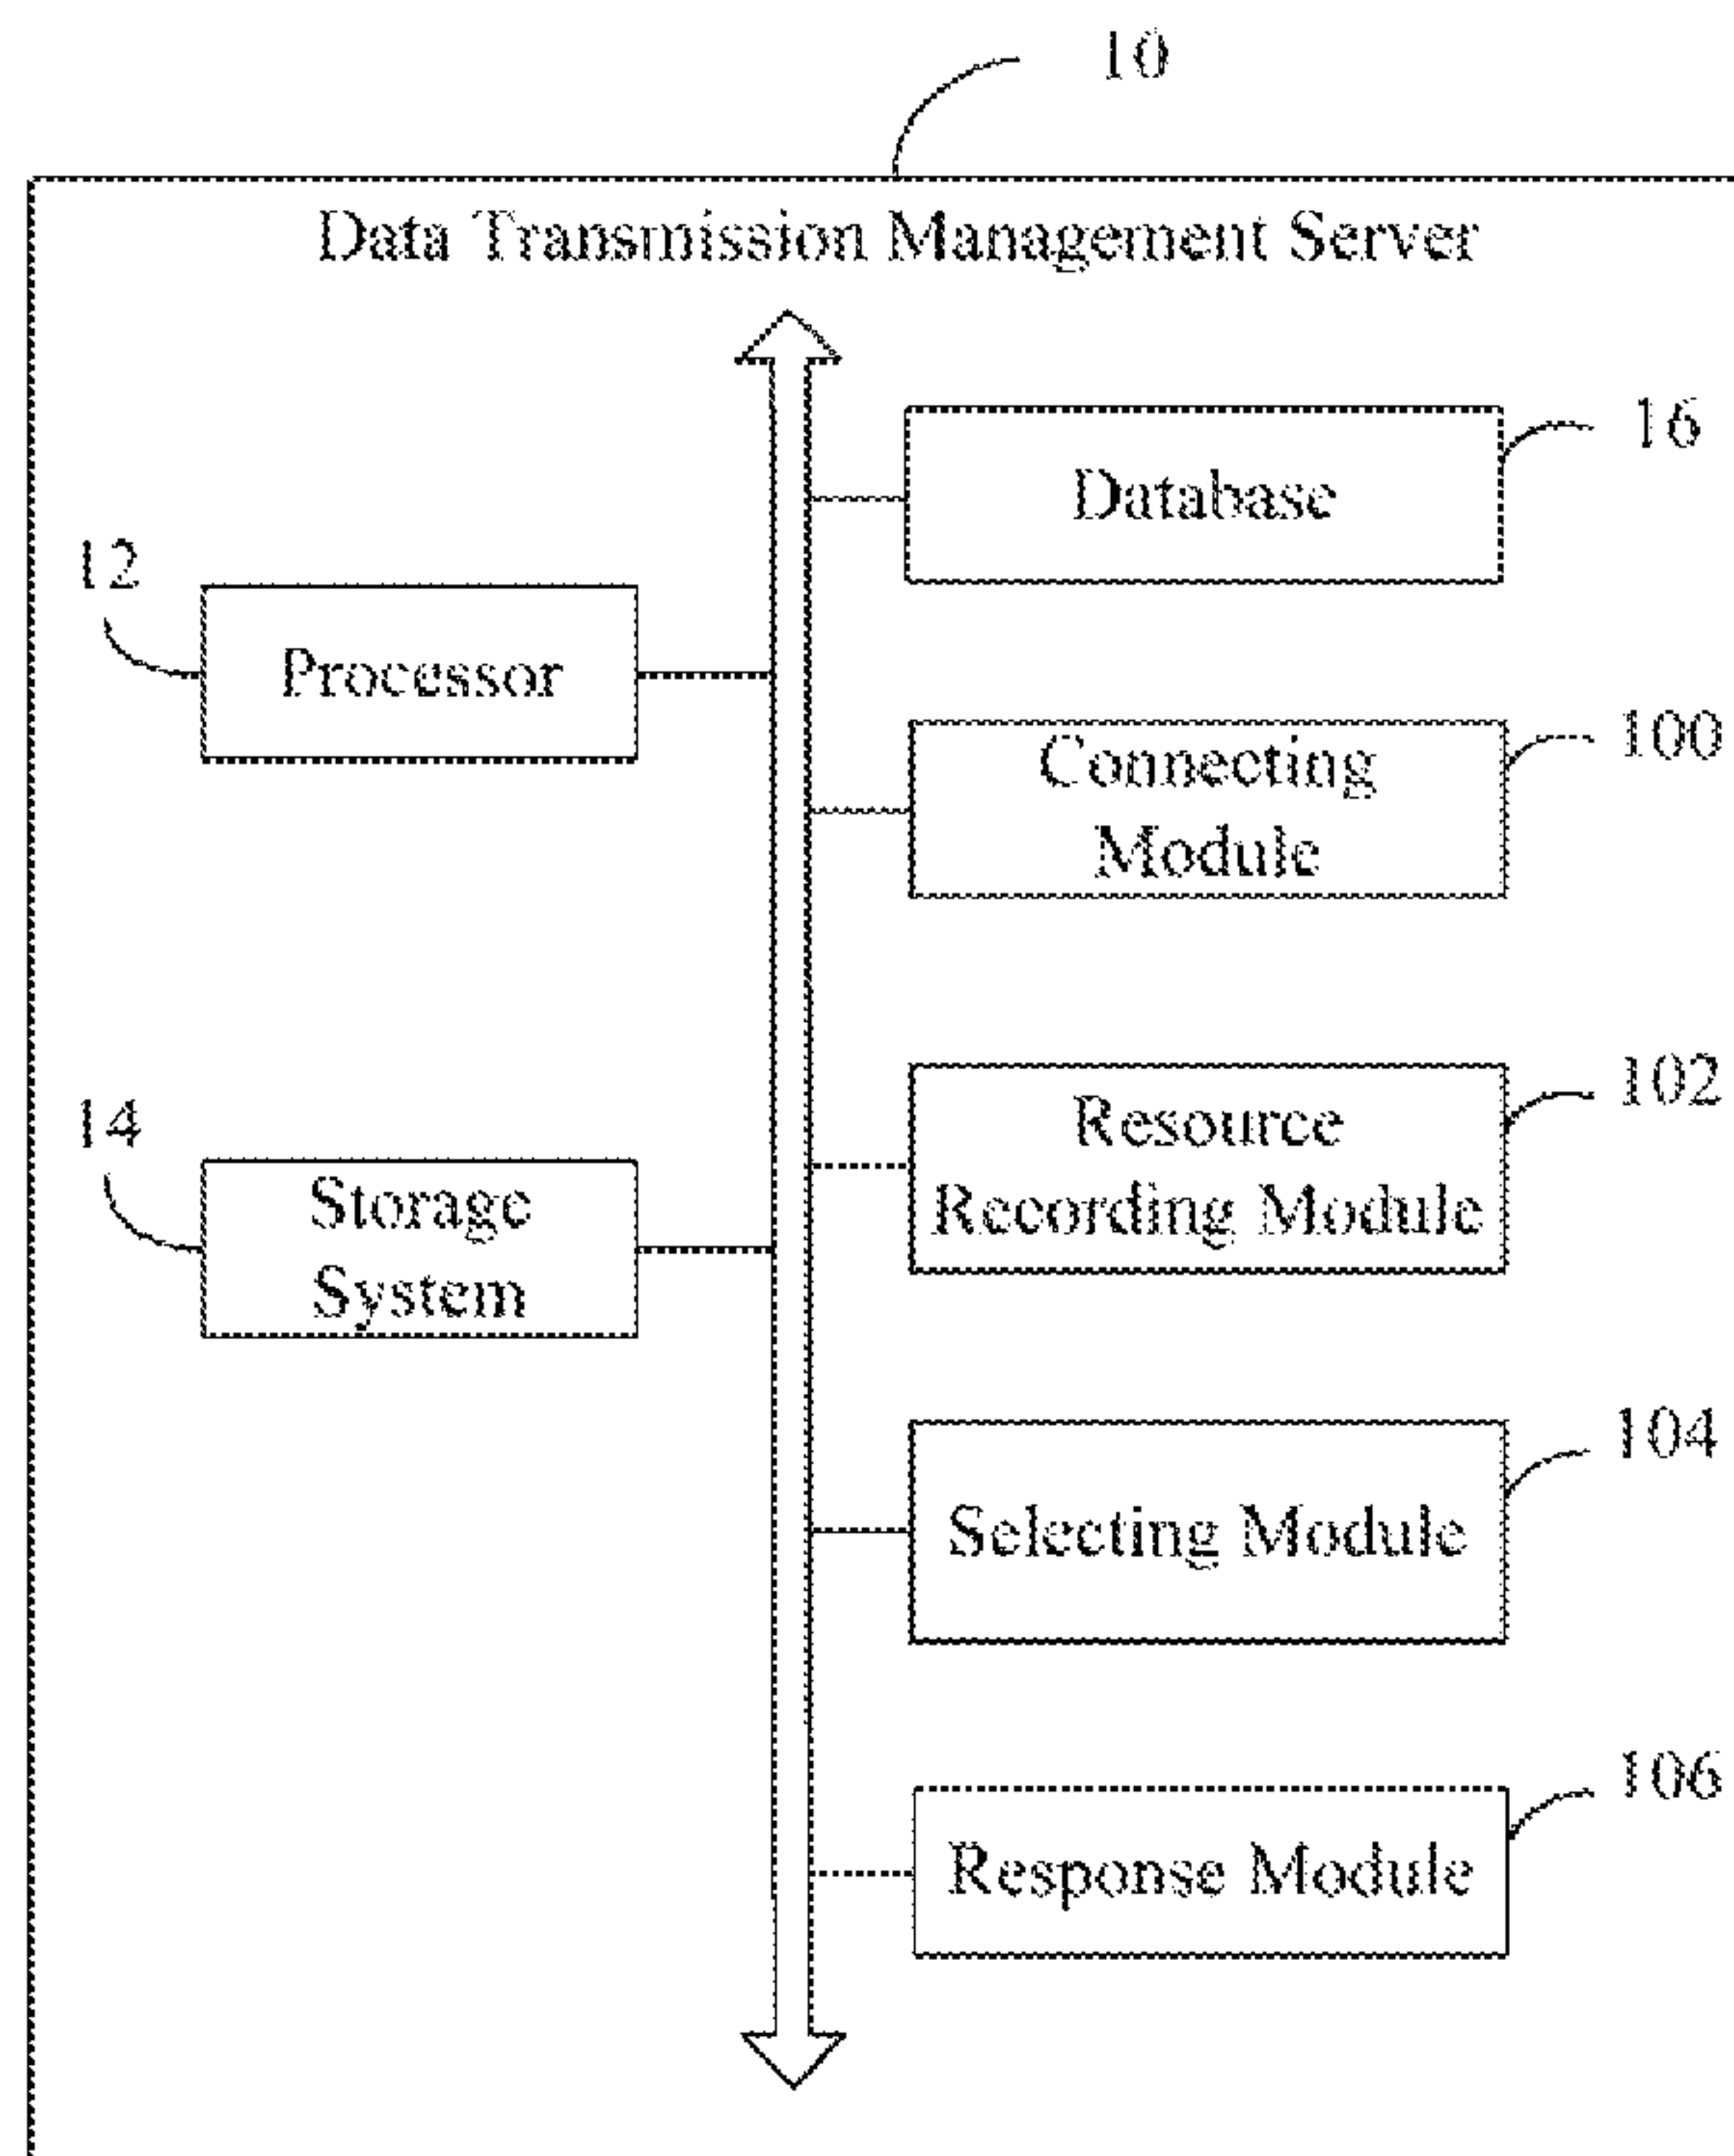 10
Data Transmission Management Server
16
Database
12
Processor
100
Connecting
Module
102
Resource
Recording Module
14
Storage
System
104
Selecting Module
106
Response Module